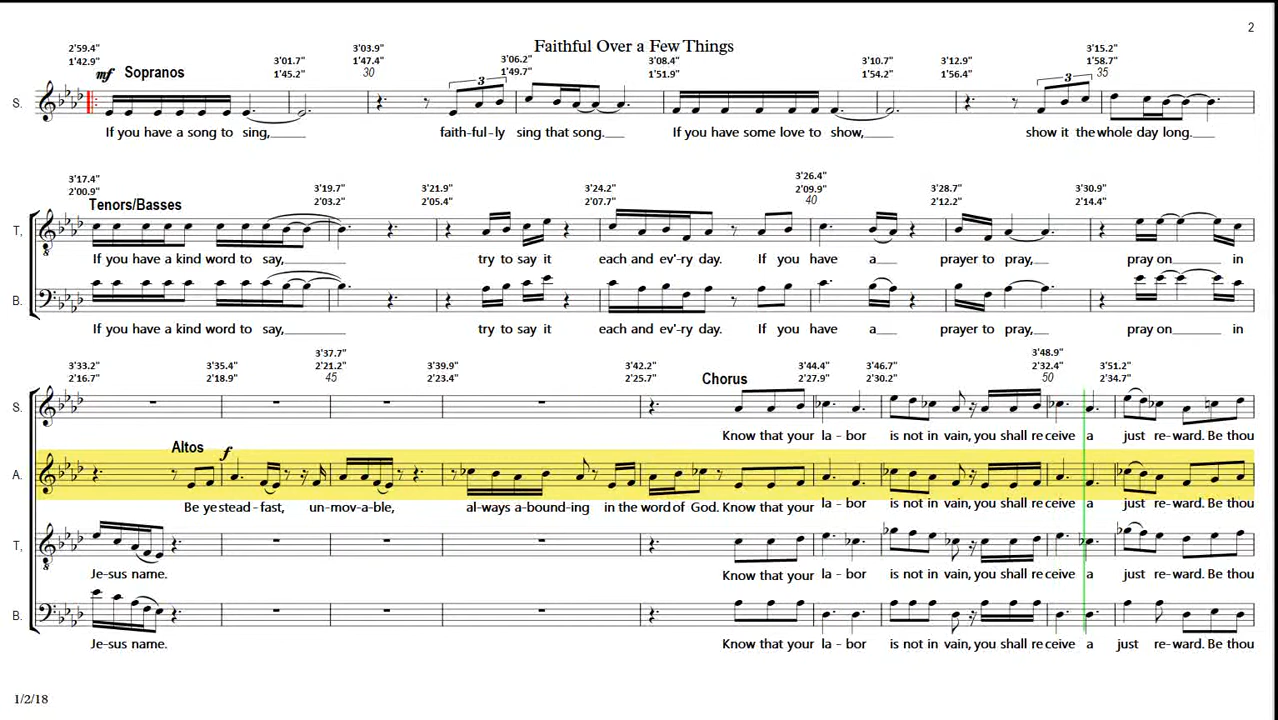 2
Faithful Over a Few Things
2'59.4" 3'01.7" 3'03.9" 3'06.2" 3'08.4" 3'10.7" 3'12.9" 3'15.2"
1'42.9" 1'45.2" 1'47.4" 1'49.7" 1'51.9" 1'54.2" 1'56.4" 1'58.7"
mf Sopranos 30 3 3 35
S.
If you have a song to sing,____ faith-ful-ly sing that song.___ If you have some love to show,____ show it the whole day long.___
3'17.4" 3'19.7" 3'21.9" 3'24.2" 3'26.4" 3'28.7" 3'30.9"
2'00.9" 2'03.2" 2'05.4" 2'07.7" 2'09.9" 2'12.2" 2'14.4"
Tenors/Basses 40
T,
If you have a kind word to say,____ try to say it each and ev'-ry day. If you have a___ prayer to pray,___ pray on____ in
B.
If you have a kind word to say,____ try to say it each and ev'-ry day. If you have a___ prayer to pray,___ pray on____ in
3'33.2" 3'35.4" 3'37.7" 3'39.9" 3'42.2" 3'44.4" 3'46.7" 3'48.9" 3'51.2"
2'16.7" 2'18.9" 2'21.2" 2'23.4" 2'25.7" 2'27.9" 2'30.2" 2'32.4" 2'34.7"
45 Chorus 50
S.
Know that your la - bor is not in vain, you shall receive a just re-ward. Be thou
Altos f
A.
Be ye stead-fast, un-mov-a-ble, al-ways a-bound-ing in the word of God. Know that your la - bor is not in vain, you shall receive a just re-ward. Be thou
T,
Je-sus name. Know that your la - bor is not in vain, you shall receive a just re-ward. Be thou
B.
Je-sus name. Know that your la - bor is not in vain, you shall receive a just re-ward. Be thou
1/2/18